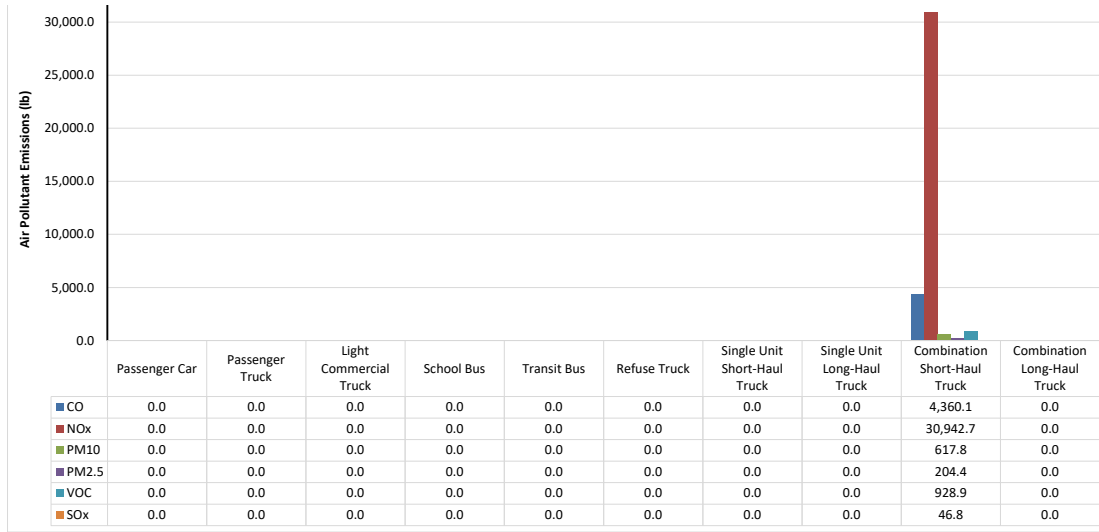 30,000.0
25,000.0
20,000.0
15,000.0
10,000.0
5,000.0
0.0
Air Pollutant Emissions (lb)
Passenger Car
Passenger
Truck
Light
Commercial
Truck
School Bus
Transit Bus
Refuse Truck
Single Unit
Short-Haul
Truck
Single Unit
Long-Haul
Truck
Combination
Short-Haul
Truck
Combination
Long-Haul
Truck
CO 0.0 0.0 0.0 0.0 0.0 0.0 0.0 0.0 4,360.1 0.0
NOx 0.0 0.0 0.0 0.0 0.0 0.0 0.0 0.0 30,942.7 0.0
PM10 0.0 0.0 0.0 0.0 0.0 0.0 0.0 0.0 617.8 0.0
PM2.5 0.0 0.0 0.0 0.0 0.0 0.0 0.0 0.0 204.4 0.0
VOC 0.0 0.0 0.0 0.0 0.0 0.0 0.0 0.0 928.9 0.0
SOx 0.0 0.0 0.0 0.0 0.0 0.0 0.0 0.0 46.8 0.0